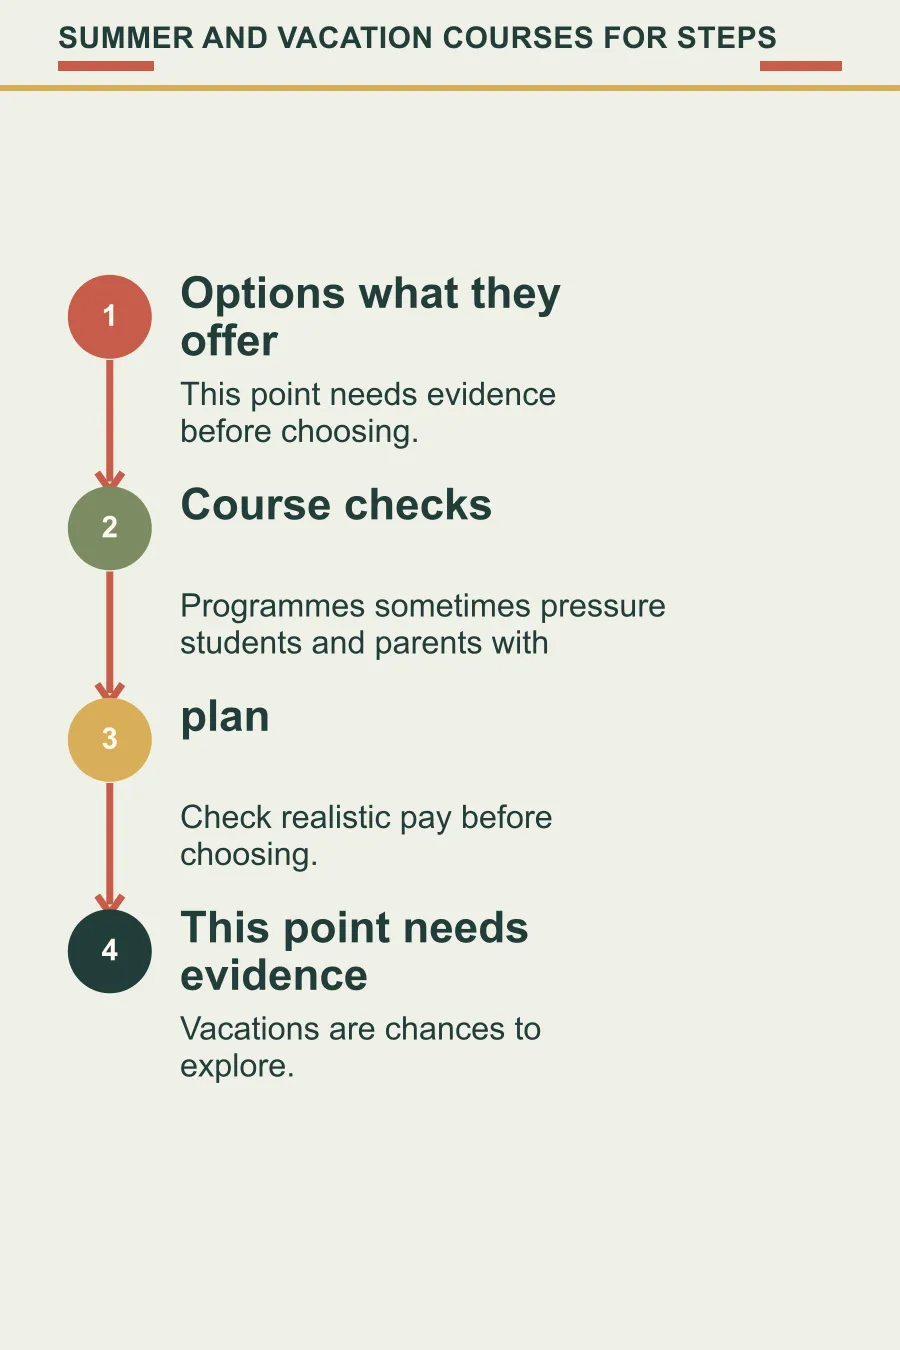 SUMMER AND VACATION COURSES FOR STEPS
1
Options what they
offer
This point needs evidence
before choosing.
2
Course checks
Programmes sometimes pressure
students and parents with
3
plan
Check realistic pay before
choosing.
4
This point needs
evidence
Vacations are chances to
explore.